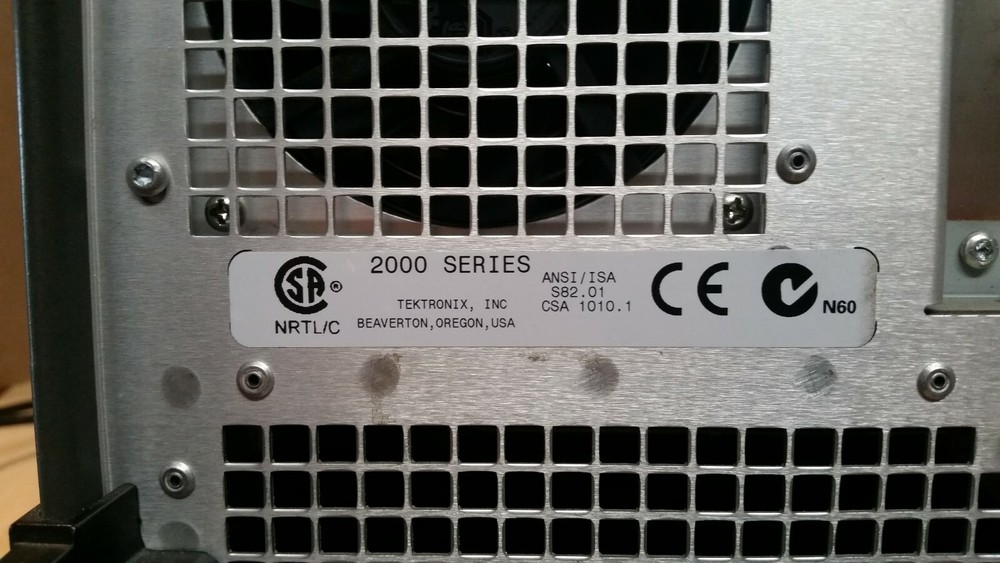 2000 SERIES
SA®
NRTL/C
TEKTRONIX, INC
BEAVERTON,OREGON,USA
ANSI/ISA
S82.01
CSA 1010.1
CE
N60